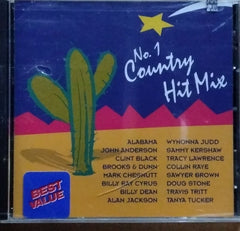 No. 1
Country
Hit Mix
ALABAMA
JOHN ANDERSON
CLINT BLACK
BROOKS & DUNN
MARK CHESNUTT
BILLY RAY CYRUS
BILLY DEAN
ALAN JACKSON
WYNONNA JUDD
SAMMY KERSHAW
TRACY LAWRENCE
COLLIN RAYE
SAWYER BROWN
DOUG STONE
TRAVIS TRITT
TANYA TUCKER
BEST
VALUE